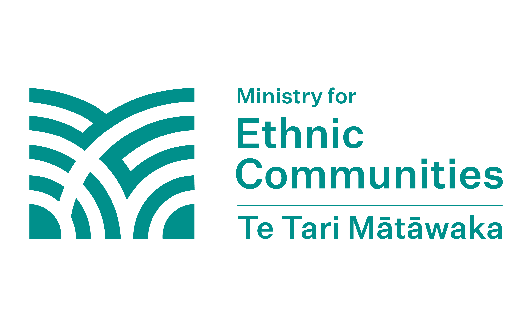 Ministry for
Ethnic
Communities
Te Tari Mātāwaka